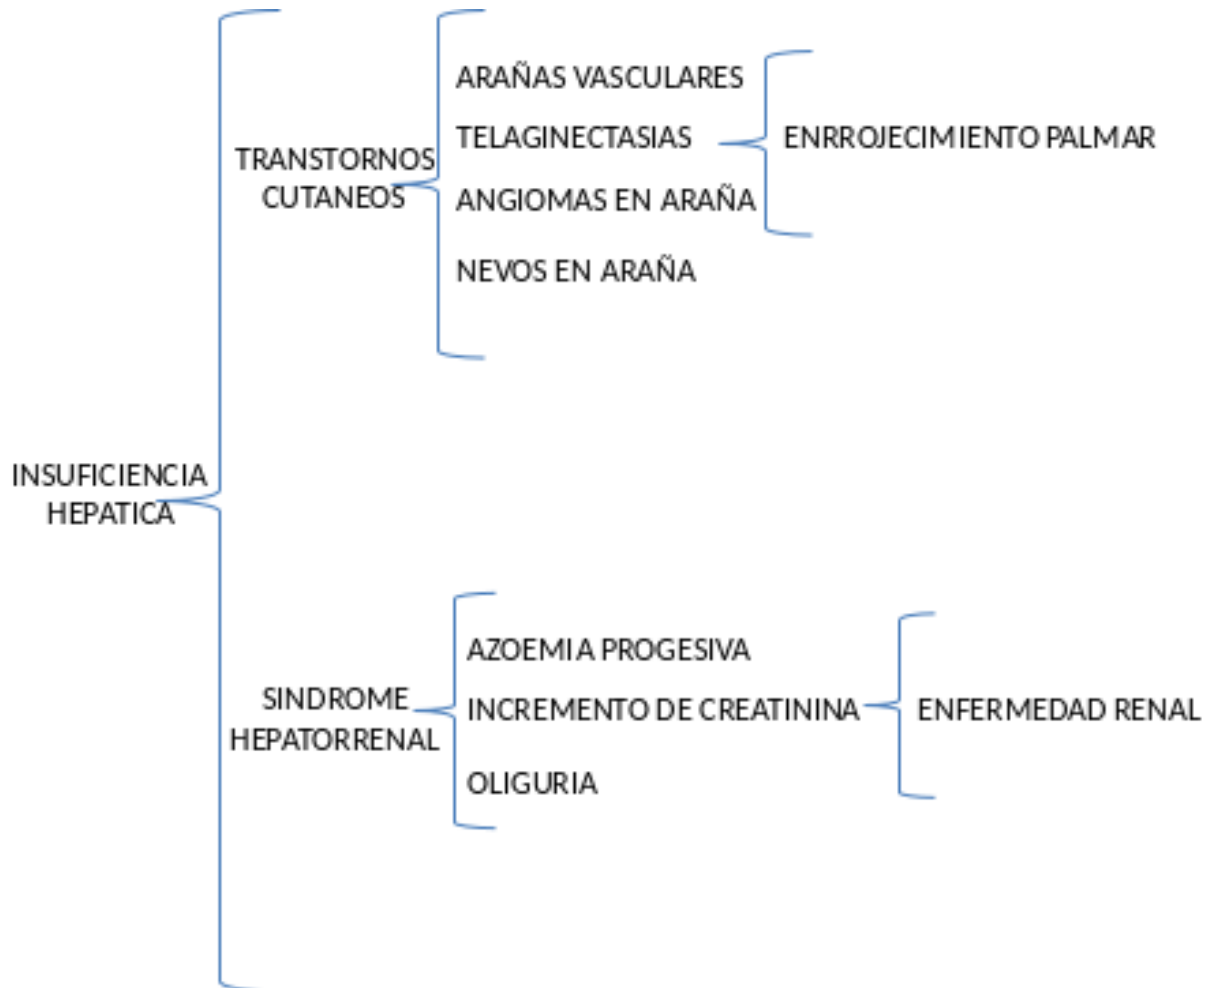 INSUFICIENCIA
HEPATICA
TRANSTORNOS
CUTANEOS
ARAÑAS VASCULARES
TELAGINECTASIAS
ANGIOMAS EN ARAÑA
NEVOS EN ARAÑA
ENRROJECIMIENTO PALMAR
SINDROME
HEPATORRENAL
AZOEMIA PROGESIVA
INCREMENTO DE CREATININA
OLIGURIA
ENFERMEDAD RENAL